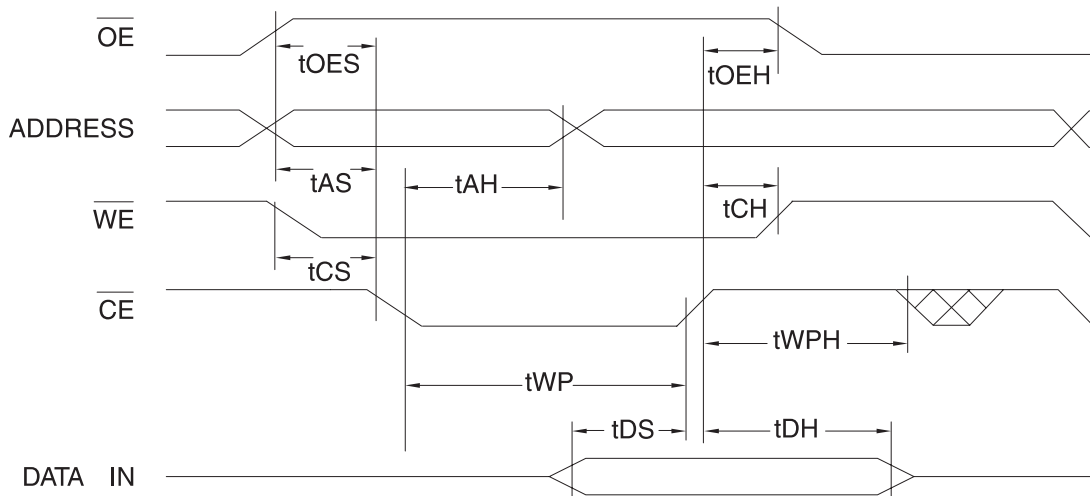 OE
tOES
tOEH
ADDRESS
tAS
tAH
tCH
WE
tCS
CE
tWPH
tWP
tDS
tDH
DATA IN